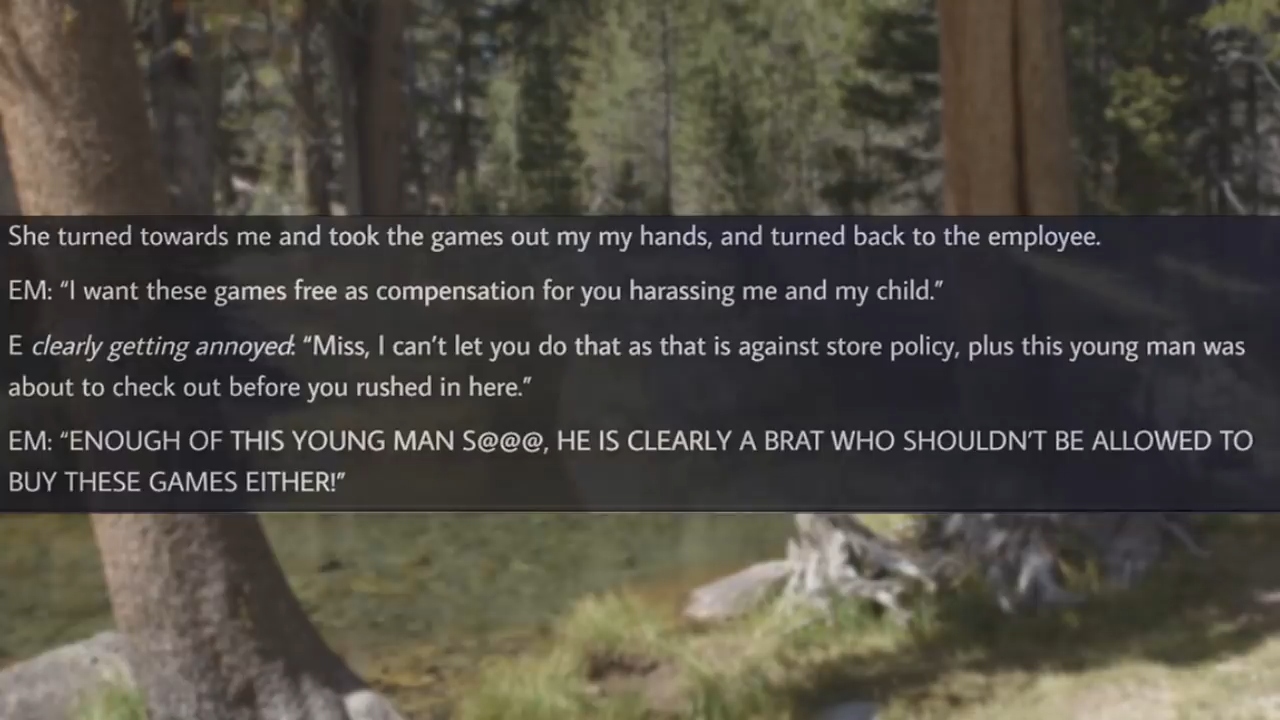 She turned towards me and took the games out my my hands, and turned back to the employee.
EM: “I want these games free as compensation for you harassing me and my child.”
E clearly getting annoyed: “Miss, I can’t let you do that as that is against store policy, plus this young man was
about to check out before you rushed in here.”
EM: “ENOUGH OF THIS YOUNG MAN S@@@, HE IS CLEARLY A BRAT WHO SHOULDN’T BE ALLOWED TO
BUY THESE GAMES EITHER!”